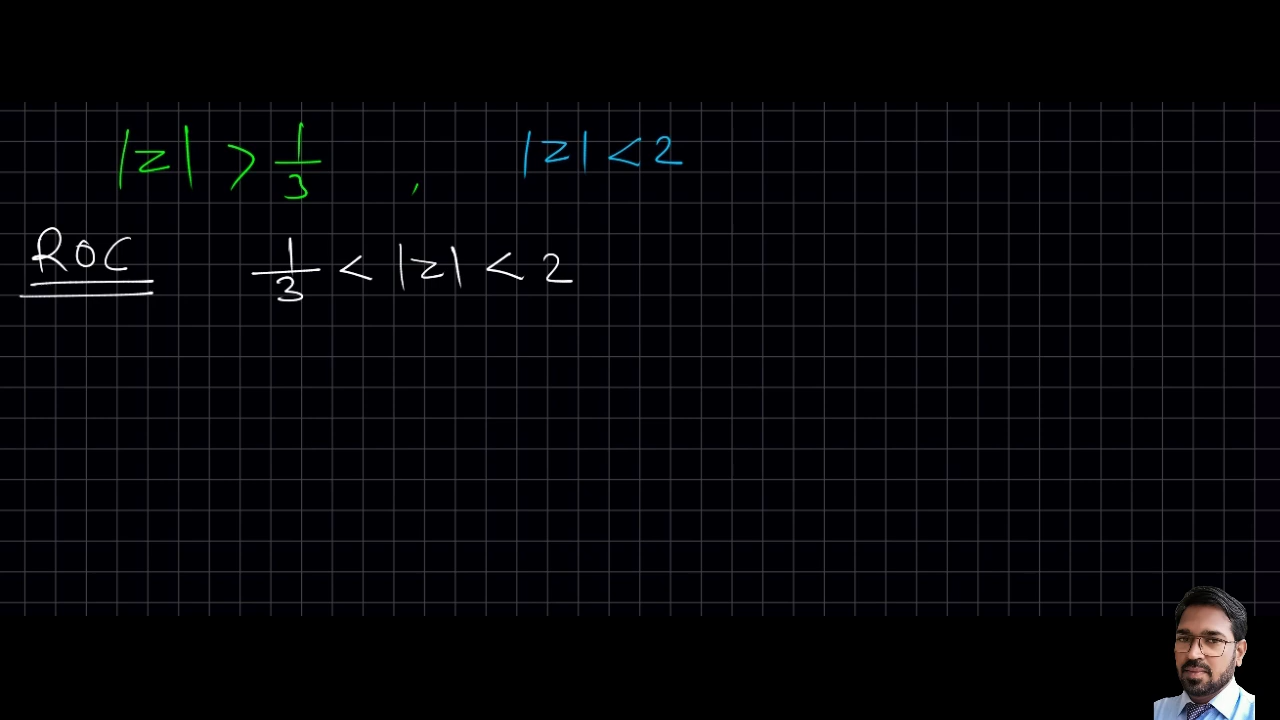 |z| > 1/3 , |z| < 2
ROC 1/3 < |z| < 2